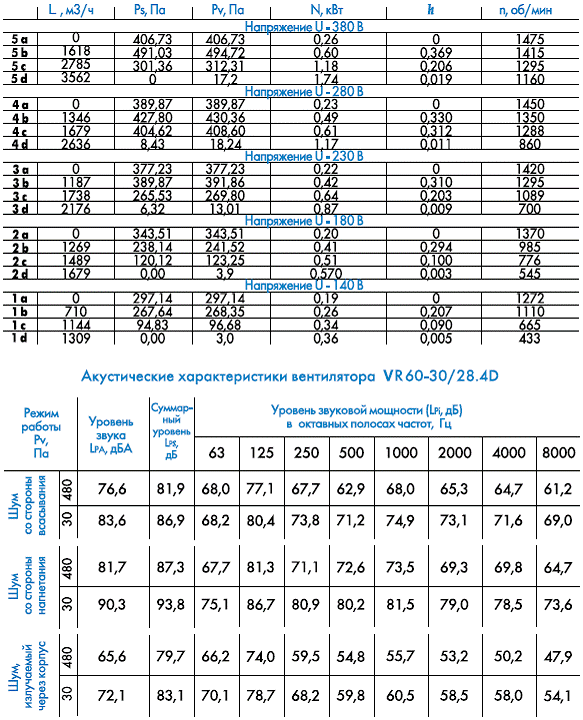 L , м3/ч Ps, Па Pv, Па N, кВт h n, об/мин
Напряжение U - 380 В
5 a 0 406,73 406,73 0,26 0 1475
5 b 1618 491,03 494,72 0,60 0,369 1415
5 c 2785 301,36 312,31 1,18 0,206 1295
5 d 3562 0 17,2 1,74 0,019 1160
Напряжение U - 280 В
4 a 0 389,87 389,87 0,23 0 1450
4 b 1346 427,80 430,36 0,49 0,330 1350
4 c 1679 404,62 408,60 0,61 0,312 1288
4 d 2636 8,43 18,24 1,17 0,011 860
Напряжение U - 230 В
3 a 0 377,23 377,23 0,22 0 1420
3 b 1187 389,87 391,86 0,42 0,310 1295
3 c 1738 265,53 269,80 0,64 0,203 1089
3 d 2176 6,32 13,01 0,87 0,009 700
Напряжение U - 180 В
2 a 0 343,51 343,51 0,20 0 1370
2 b 1269 238,14 241,52 0,41 0,294 985
2 c 1489 120,12 123,25 0,51 0,100 776
2 d 1679 0,00 3,9 0,570 0,003 545
Напряжение U - 140 В
1 a 0 297,14 297,14 0,19 0 1272
1 b 710 267,64 268,35 0,26 0,207 1110
1 c 1144 94,83 96,68 0,34 0,090 665
1 d 1309 0,00 3,0 0,36 0,005 433
Акустические характеристики вентилятора VR 60-30/28.4D
Режим работы Pv, Па
Уровень звука LPA, дБА
Суммар-
ный
уровень
LPS,
дБ
Уровень звуковой мощности (LPi, дБ)
в октавных полосах частот, Гц
63 125 250 500 1000 2000 4000 8000
Шум
со стороны
всасывания
480 76,6 81,9 68,0 77,1 67,7 62,9 68,0 65,3 64,7 61,2
30 83,6 86,9 68,2 80,4 73,8 71,2 74,9 73,1 71,6 69,0
Шум
со стороны
нагнетания
480 81,7 87,3 67,7 81,3 71,1 72,6 73,5 69,3 69,8 64,7
30 90,3 93,8 75,1 86,7 80,9 80,2 81,5 79,0 78,5 73,6
Шум,
излучаемый
через корпус
480 65,6 79,7 66,2 74,0 59,5 54,8 55,7 53,2 50,2 47,9
30 72,1 83,1 70,1 78,7 68,2 59,8 60,5 58,5 58,0 54,1